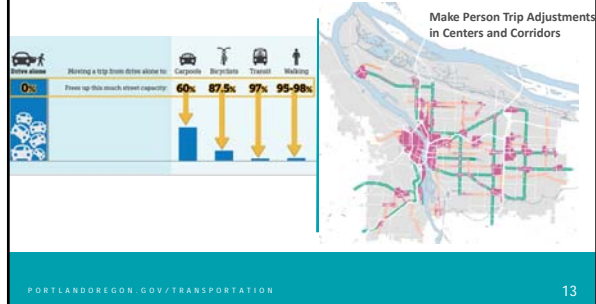 Make Person Trip Adjustments
in Centers and Corridors
Drive alone
Moving a trip from drive alone to:
Carpools
Bicyclists
Transit
Walking
0%
Frees up this much street capacity:
60%
87.5%
97%
95-98%
PORTLANDOREGON.GOV/TRANSPORTATION
13